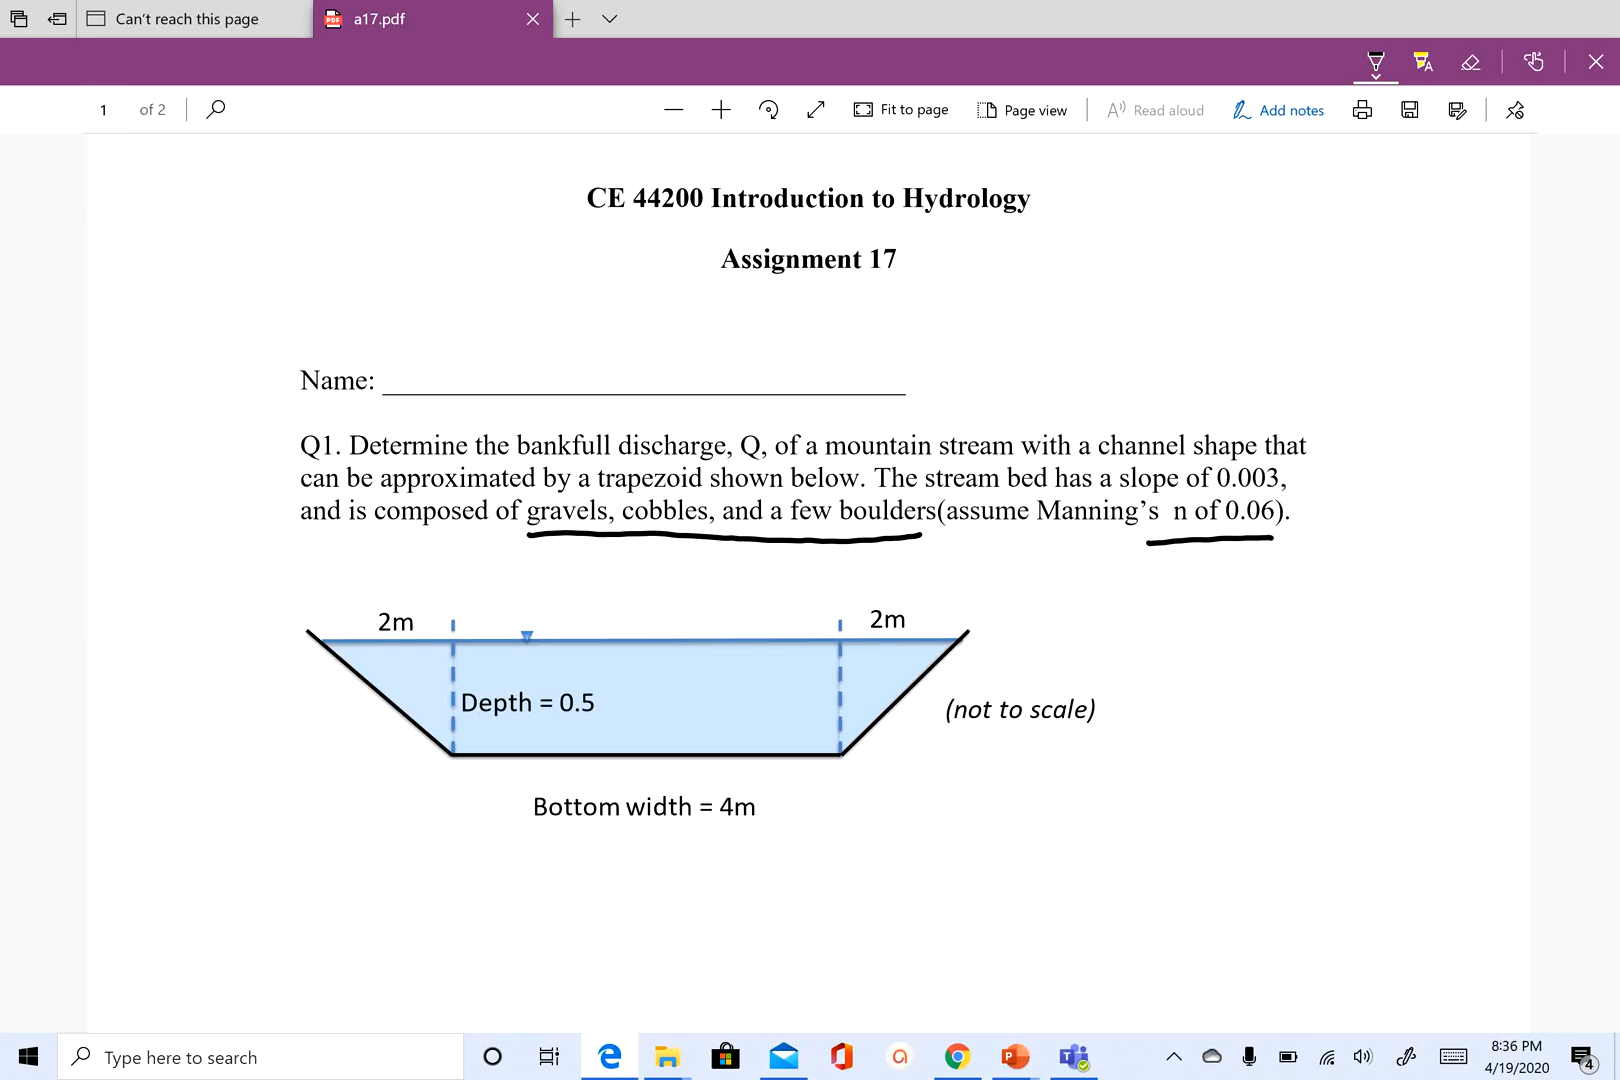 Can't reach this page
PDF
a17.pdf
1 of 2
Fit to page
Page view
A Read aloud
Add notes
CE 44200 Introduction to Hydrology
Assignment 17
Name:
Q1. Determine the bankfull discharge, Q, of a mountain stream with a channel shape that
can be approximated by a trapezoid shown below. The stream bed has a slope of 0.003,
and is composed of gravels, cobbles, and a few boulders(assume Manning's n of 0.06).
2m
2m
Depth = 0.5
(not to scale)
Bottom width = 4m
Type here to search
8:36 PM
4/19/2020
4